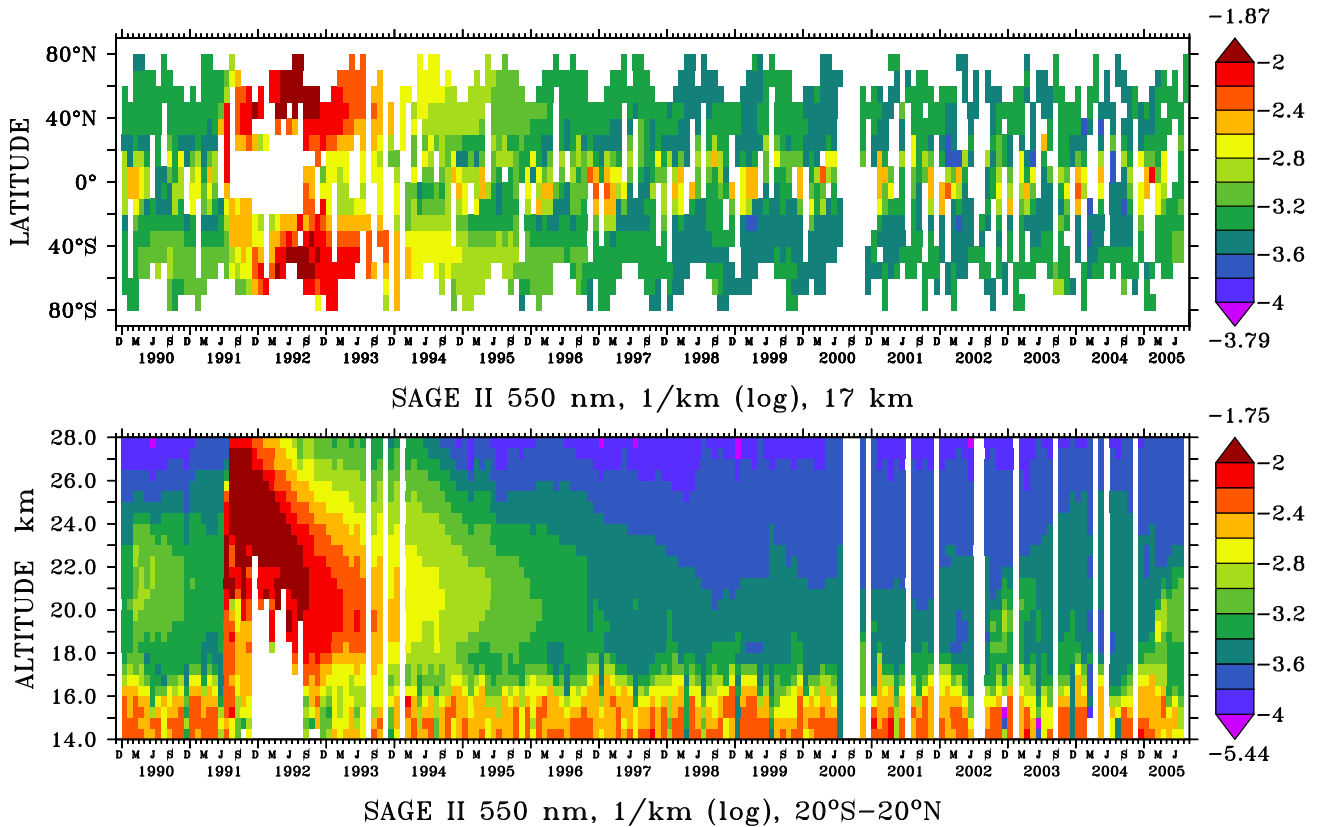 −1.87
80°N
40°N
0°
40°S
80°S
LATITUDE
−2
−2.4
−2.8
−3.2
−3.6
−4
−3.79
D M J S D M J S D M J S D M J S D M J S D M J S D M J S D M J S D M J S D M J S D M J S D M J S D M J S D M J S D M J S D M J
1990 1991 1992 1993 1994 1995 1996 1997 1998 1999 2000 2001 2002 2003 2004 2005
SAGE II 550 nm, 1/km (log), 17 km
−1.75
28.0
26.0
24.0
22.0
20.0
18.0
16.0
14.0
ALTITUDE km
−2
−2.4
−2.8
−3.2
−3.6
−4
−5.44
D M J S D M J S D M J S D M J S D M J S D M J S D M J S D M J S D M J S D M J S D M J S D M J S D M J S D M J S D M J S D M J
1990 1991 1992 1993 1994 1995 1996 1997 1998 1999 2000 2001 2002 2003 2004 2005
SAGE II 550 nm, 1/km (log), 20°S−20°N